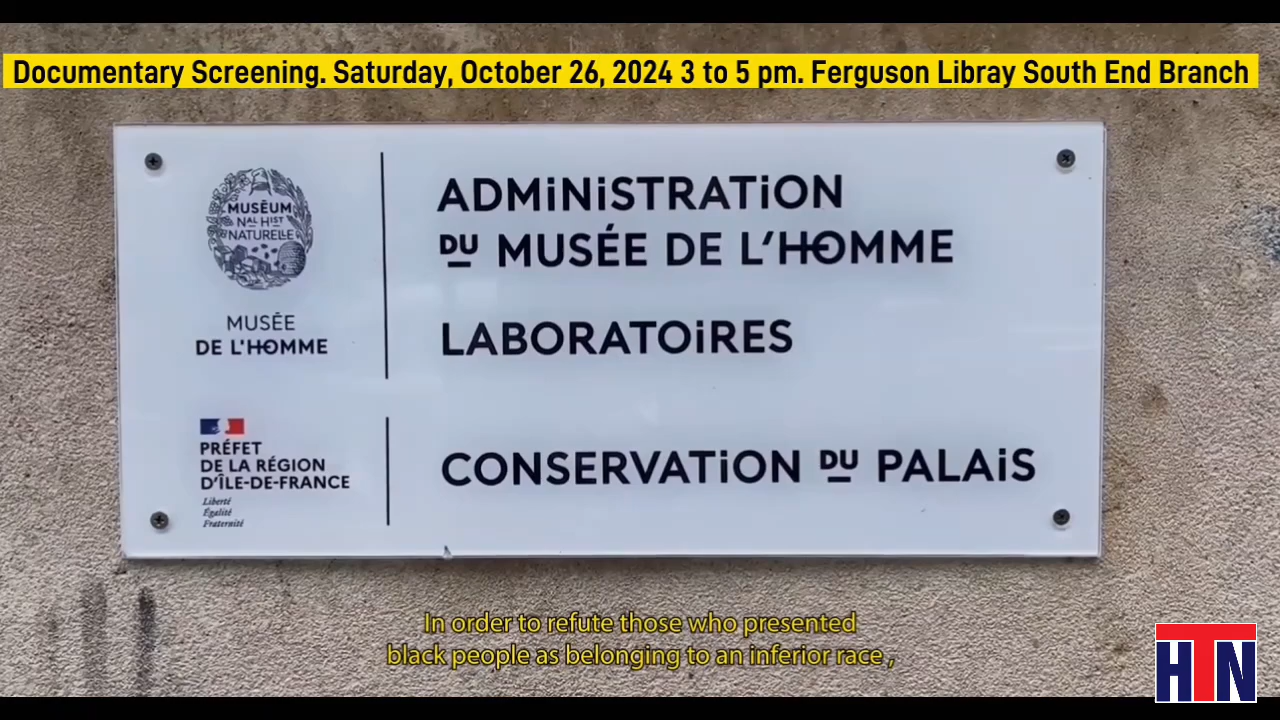 Documentary Screening. Saturday, October 26, 2024 3 to 5 pm. Ferguson Libray South End Branch
MUSĒUM
NAL HIST
NATURELLE
MUSĒE
DE L'HOMME
ADMiNiSTRATiON
DU MUSÉE DE L'HOMME
LABORATOiRES
PRÉFET
DE LA RÉGION
D'ÎLE-DE-FRANCE
Liberté
Égalité
Fraternité
CONSERVATiON DU PALAiS
In order to refute those who presented
black people as belonging to an inferior race ,
HTN